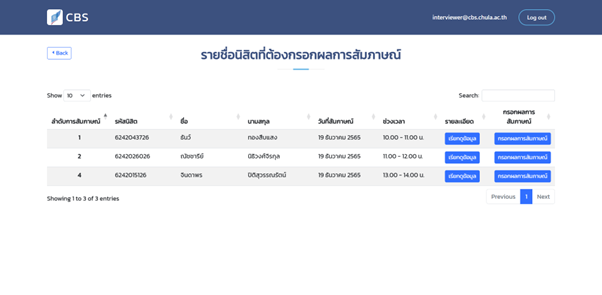 CBS
interviewer@cbs.chula.ac.th Log out
Back
รายชื่อนิสิตที่ต้องกรอกผลการสัมภาษณ์
Show 10 entries Search:
ลำดับการสัมภาษณ์ รหัสนิสิต ชื่อ นามสกุล วันที่สัมภาษณ์ ช่วงเวลา รายละเอียด กรอกผลการ
สัมภาษณ์
1 6242043726 ธันว์ ทองสืบสง 19 ธันวาคม 2565 10.00 - 11.00 น. เรียกดูข้อมูล กรอกผลการสัมภาษณ์
2 6242026026 ณัชชารีย์ นิธิวงศ์จิรกุล 19 ธันวาคม 2565 11.00 - 12.00 น. เรียกดูข้อมูล กรอกผลการสัมภาษณ์
4 6242015126 จินดาพร ปิติสุวรรณรัตน์ 19 ธันวาคม 2565 13.00 - 14.00 น. เรียกดูข้อมูล กรอกผลการสัมภาษณ์
Showing 1 to 3 of 3 entries Previous 1 Next